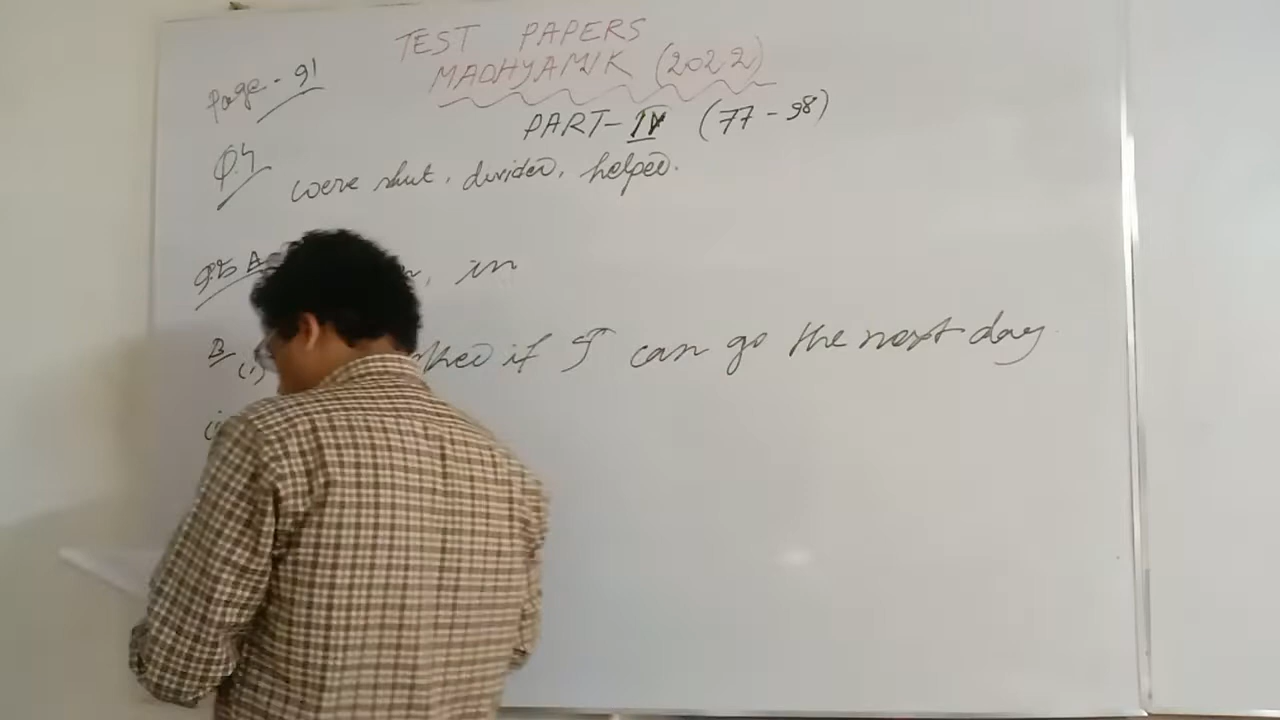 TEST PAPERS
MADHYAMIK (2022)
Page - 91
PART-IV (77 - 98)
Q.4
were shut, divided, helped.
Q.5 A
, in
B
(i) if I can go the next day